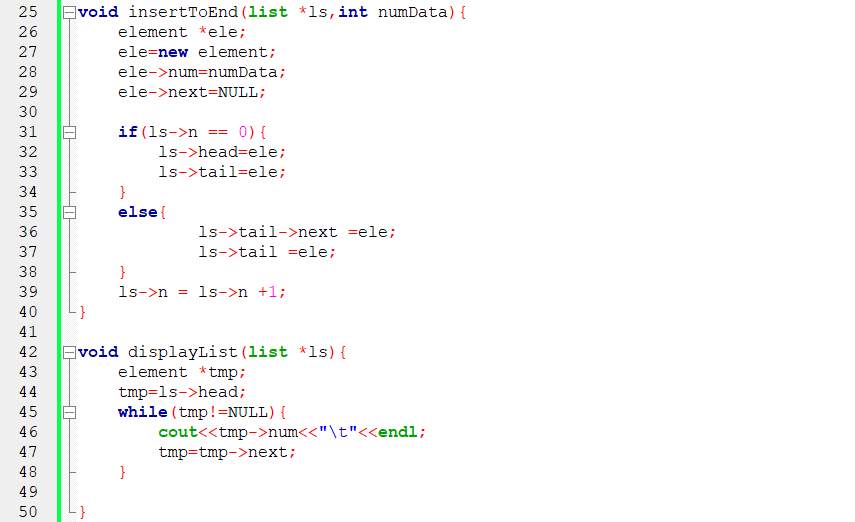 25 void insertToEnd(list *ls,int numData){
26     element *ele;
27     ele=new element;
28     ele->num=numData;
29     ele->next=NULL;
30
31     if(ls->n == 0){
32         ls->head=ele;
33         ls->tail=ele;
34     }
35     else{
36             ls->tail->next =ele;
37             ls->tail =ele;
38     }
39     ls->n = ls->n +1;
40 }
41
42 void displayList(list *ls){
43     element *tmp;
44     tmp=ls->head;
45     while(tmp!=NULL){
46         cout<<tmp->num<<"\t"<<endl;
47         tmp=tmp->next;
48     }
49
50 }